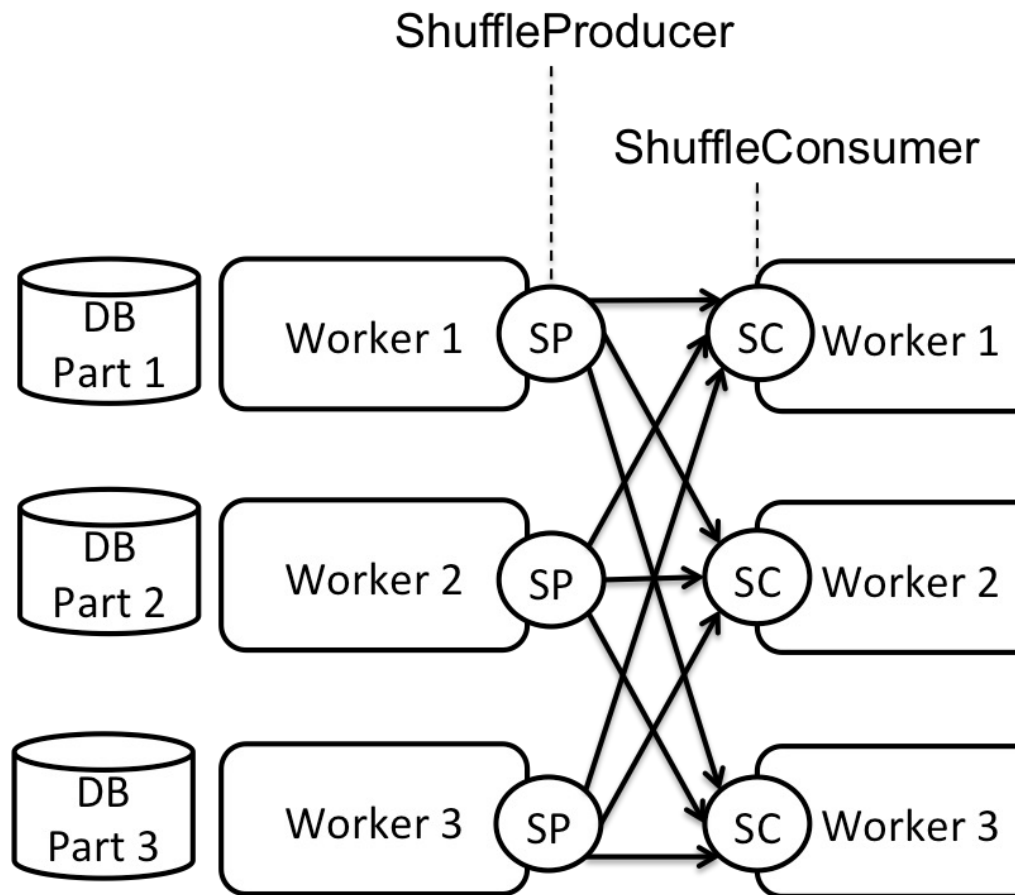 ShuffleProducer
ShuffleConsumer
DB
Part 1
Worker 1
SP
SC
Worker 1
DB
Part 2
Worker 2
SP
SC
Worker 2
DB
Part 3
Worker 3
SP
SC
Worker 3